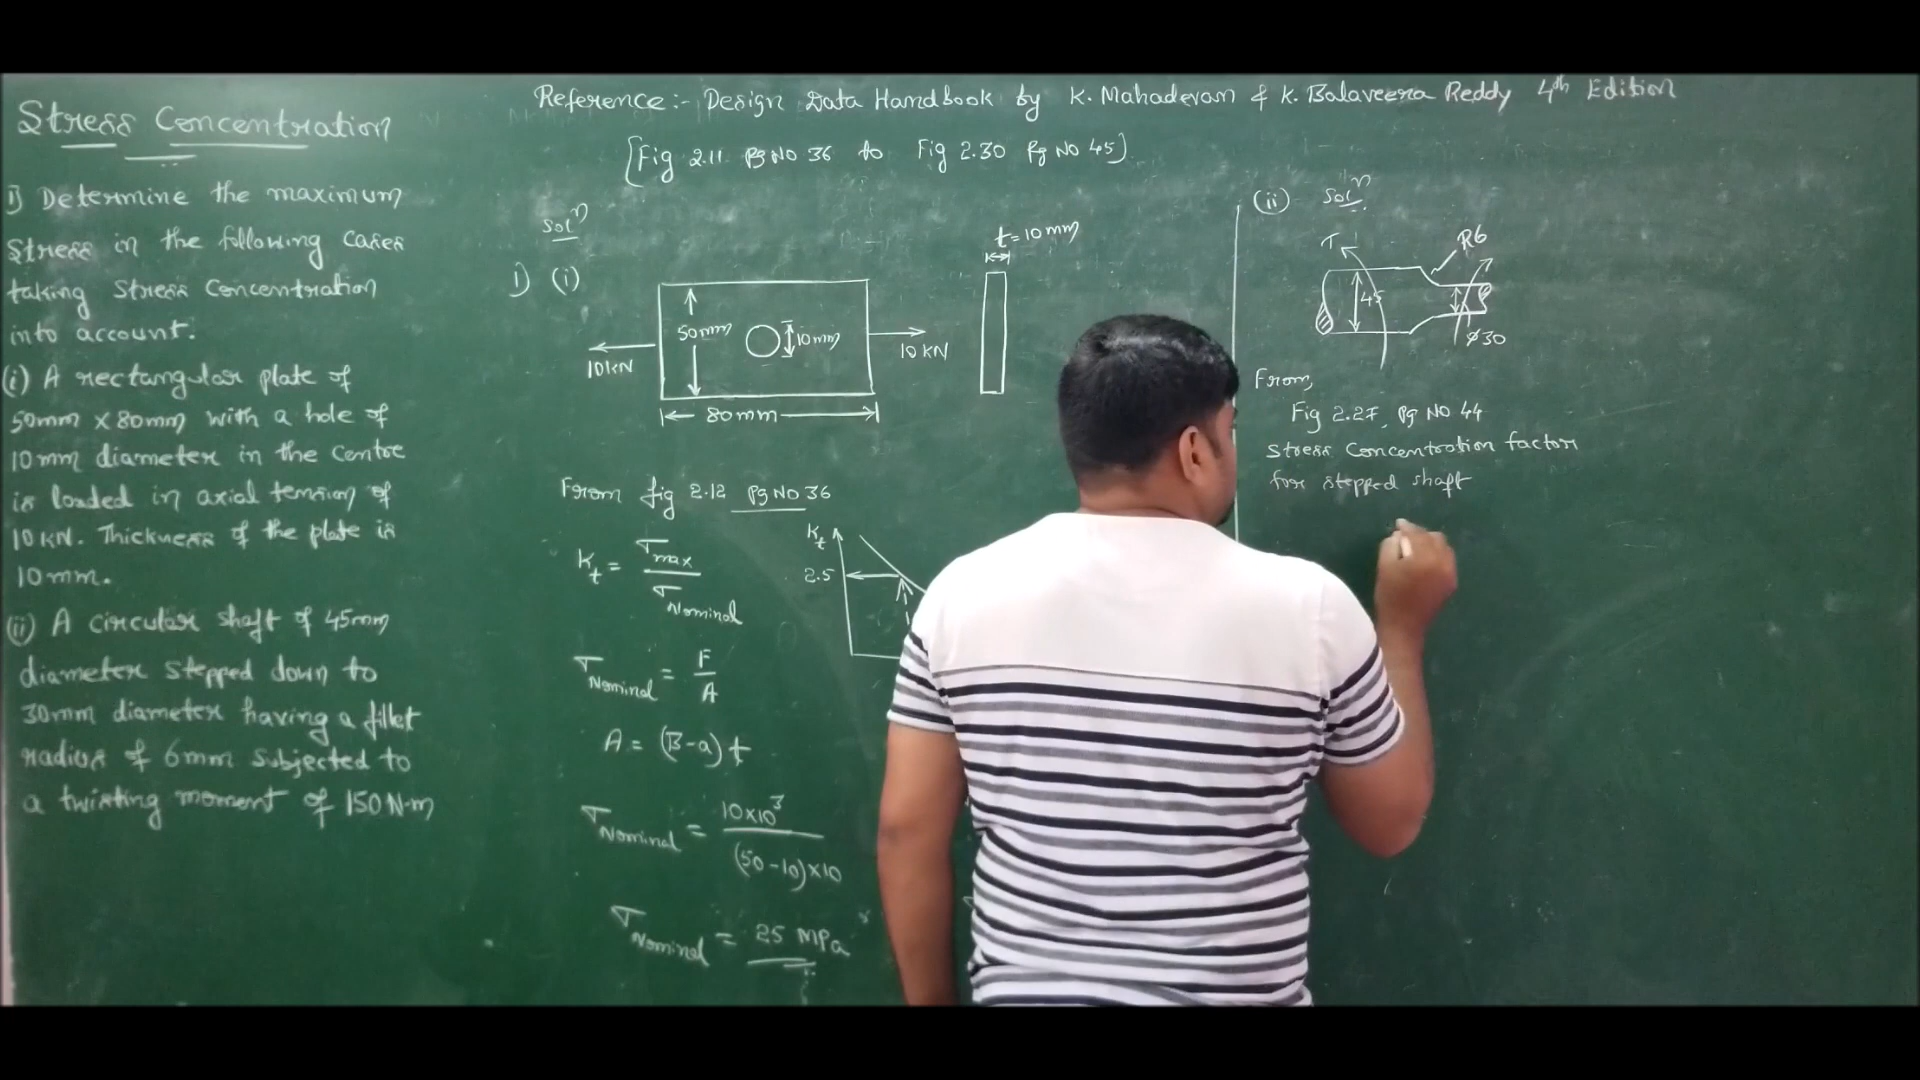 Stress Concentration
Reference:- Design Data Handbook by K. Mahadevan & K. Balaveera Reddy 4th Edition
[Fig 2.11 Pg No 36 to Fig 2.30 Pg No 45]
1) Determine the maximum
Stress in the following cases
taking stress concentration
into account.
(i) A rectangular plate of
50mm x 80mm with a hole of
10mm diameter in the centre
is loaded in axial tension of
10 KN. Thickness of the plate is
10mm.
(ii) A circular shaft of 45mm
diameter stepped down to
30mm diameter having a fillet
radius of 6mm subjected to
a twisting moment of 150 N-m
Soln
1) (i)
t = 10mm
50mm
10mm
10KN
10 KN
80mm
From fig 2.12 Pg No 36
Kt = σmax / σNominal
Kt
2.5
σNominal = F / A
A = (B-a) t
σNominal = 10x10³ / (50-10)x10
σNominal = 25 MPa
(ii) Soln
T
R6
45
ϕ30
From,
Fig 2.27, Pg No 44
Stress Concentration factor
for stepped shaft